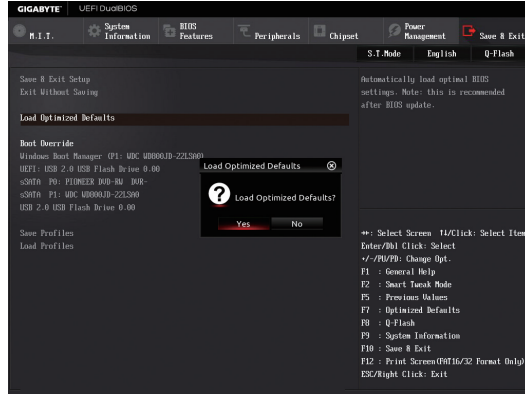 GIGABYTE™ UEFI DualBIOS
M.I.T.
System Information
BIOS Features
Peripherals
Chipset
Power Management
Save & Exit
S.T.Mode English Q-Flash
Save & Exit Setup
Exit Without Saving
Load Optimized Defaults
Boot Override
Windows Boot Manager (P1: WDC WD800JD-22LSA0)
UEFI: USB 2.0 USB Flash Drive 0.00
sSATA P0: PIONEER DVD-RW DVR-
sSATA P1: WDC WD800JD-22LSA0
USB 2.0 USB Flash Drive 0.00
Save Profiles
Load Profiles
Load Optimized Defaults
Load Optimized Defaults?
Yes No
Automatically load optimal BIOS
settings. Note: this is recommended
after BIOS update.
→←: Select Screen ↑↓/Click: Select Item
Enter/Dbl Click: Select
+/-/PU/PD: Change Opt.
F1 : General Help
F2 : Smart Tweak Mode
F5 : Previous Values
F7 : Optimized Defaults
F8 : Q-Flash
F9 : System Information
F10 : Save & Exit
F12 : Print Screen(FAT16/32 Format Only)
ESC/Right Click: Exit